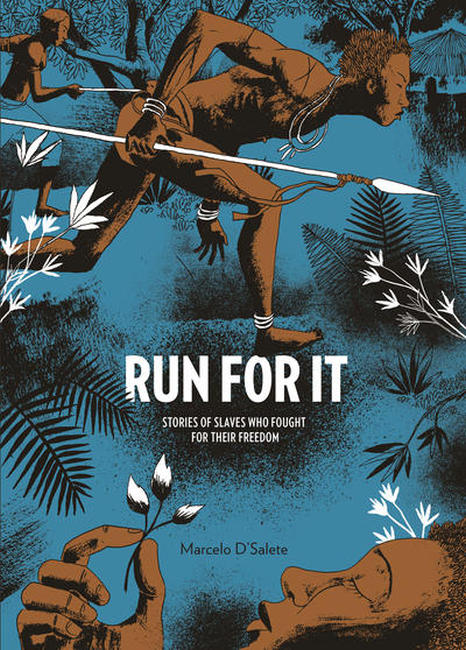 RUN FOR IT
STORIES OF SLAVES WHO FOUGHT
FOR THEIR FREEDOM
Marcelo D'Salete